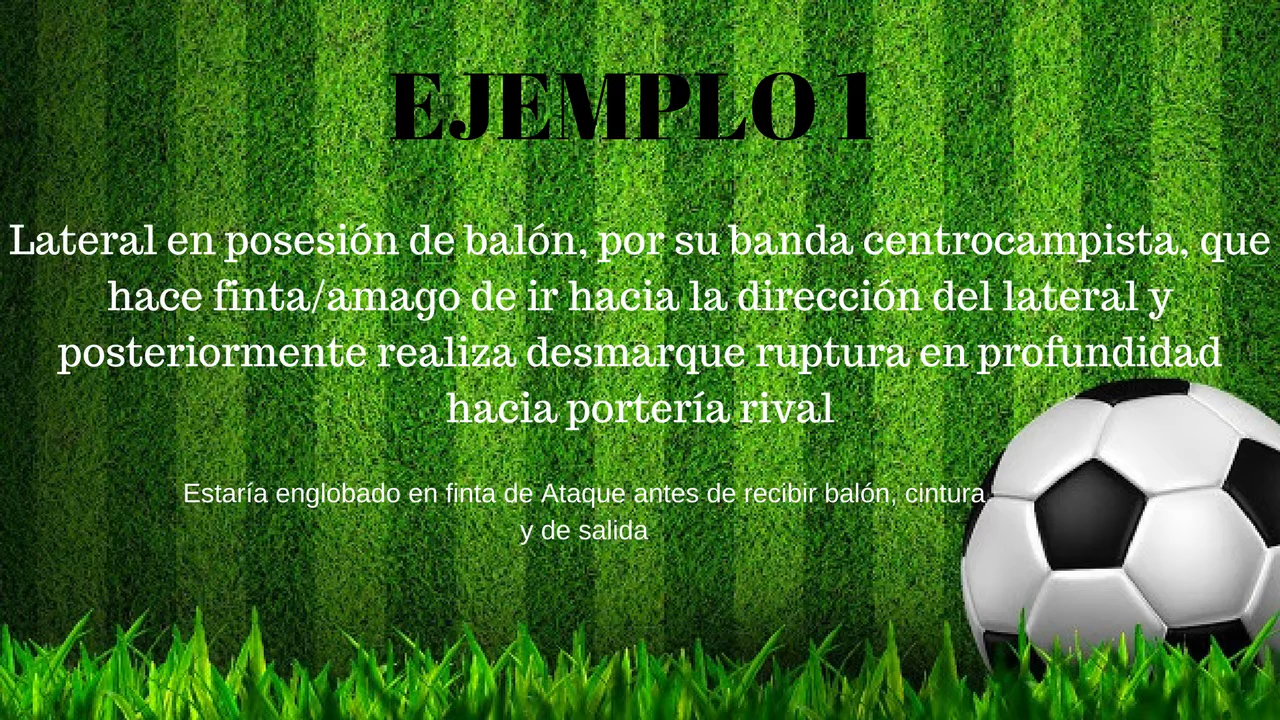 EJEMPLO 1
Lateral en posesión de balón, por su banda centrocampista, que
hace finta/amago de ir hacia la dirección del lateral y
posteriormente realiza desmarque ruptura en profundidad
hacia portería rival
Estaría englobado en finta de Ataque antes de recibir balón, cintura
y de salida